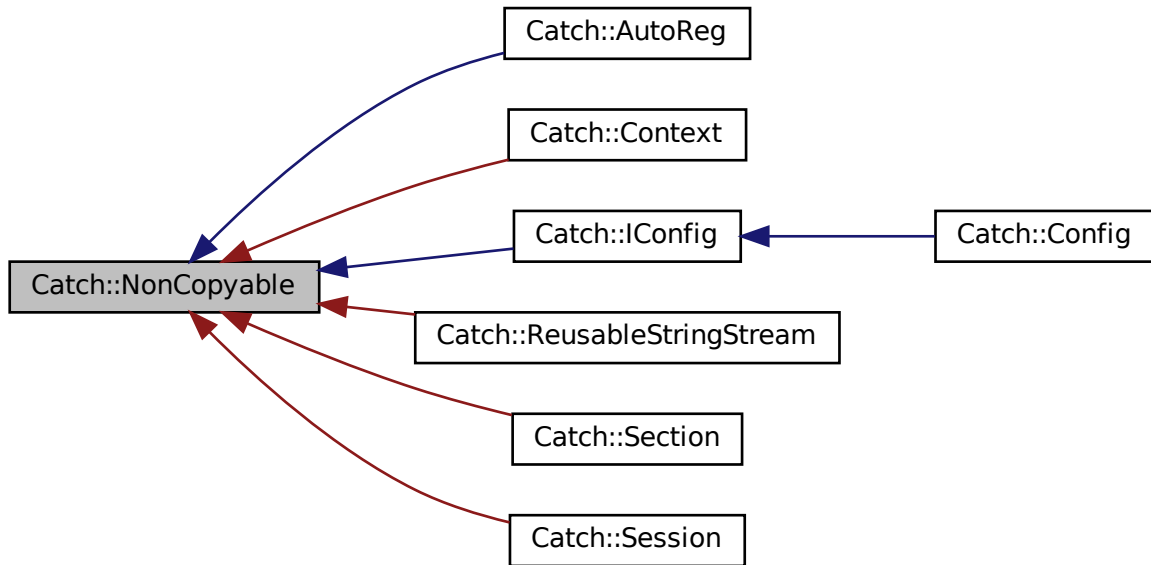 Catch::AutoReg
Catch::Context
Catch::IConfig
Catch::Config
Catch::NonCopyable
Catch::ReusableStringStream
Catch::Section
Catch::Session